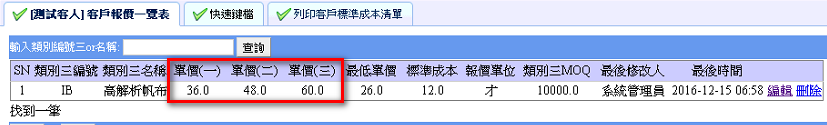 [測試客人] 客戶報價一覽表 快速鍵檔 列印客戶標準成本清單
輸入類別編號三or名稱: 查詢
SN 類別三編號 類別三名稱 單價(一) 單價(二) 單價(三) 最低單價 標準成本 報價單位 類別三MOQ 最後修改人 最後時間
1 IB 高解析帆布 36.0 48.0 60.0 26.0 12.0 才 10000.0 系統管理員 2016-12-15 06:58 編輯 刪除
找到一筆